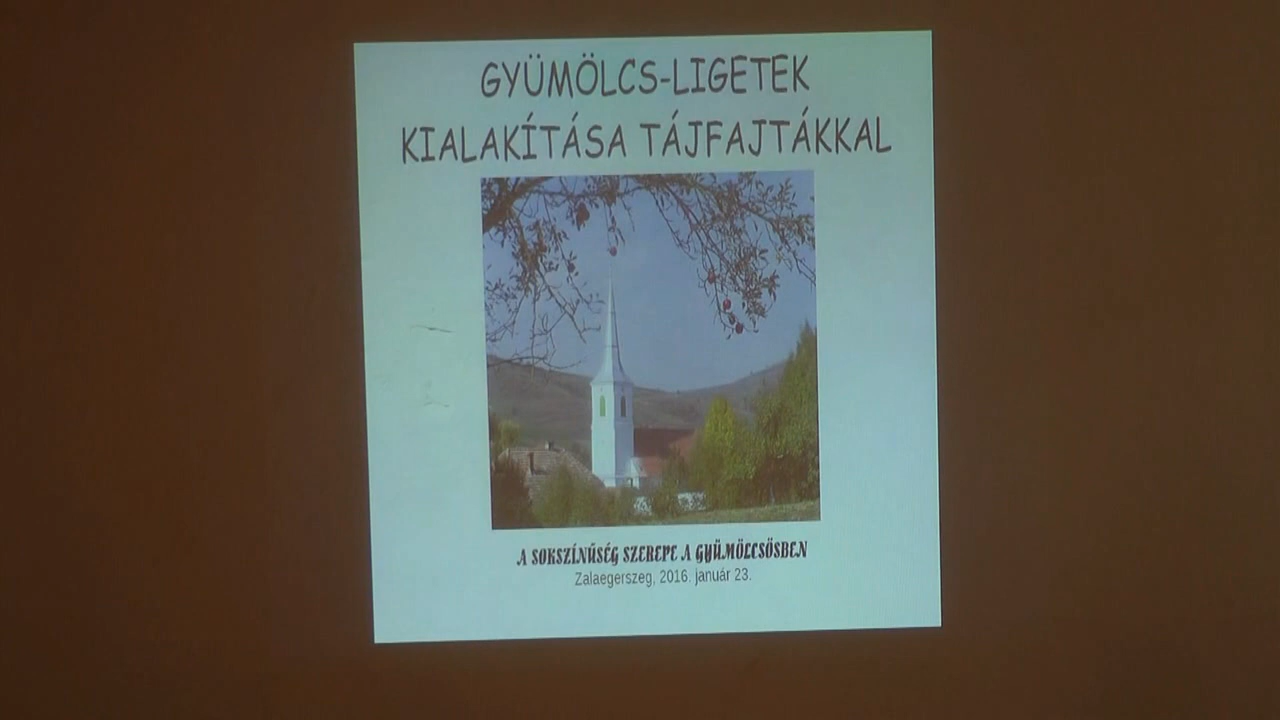 GYÜMÖLCS-LIGETEK
KIALAKÍTÁSA TÁJFAJTÁKKAL
A SOKSZÍNŰSÉG SZEREPE A GYÜMÖLCSÖSBEN
Zalaegerszeg, 2016. január 23.